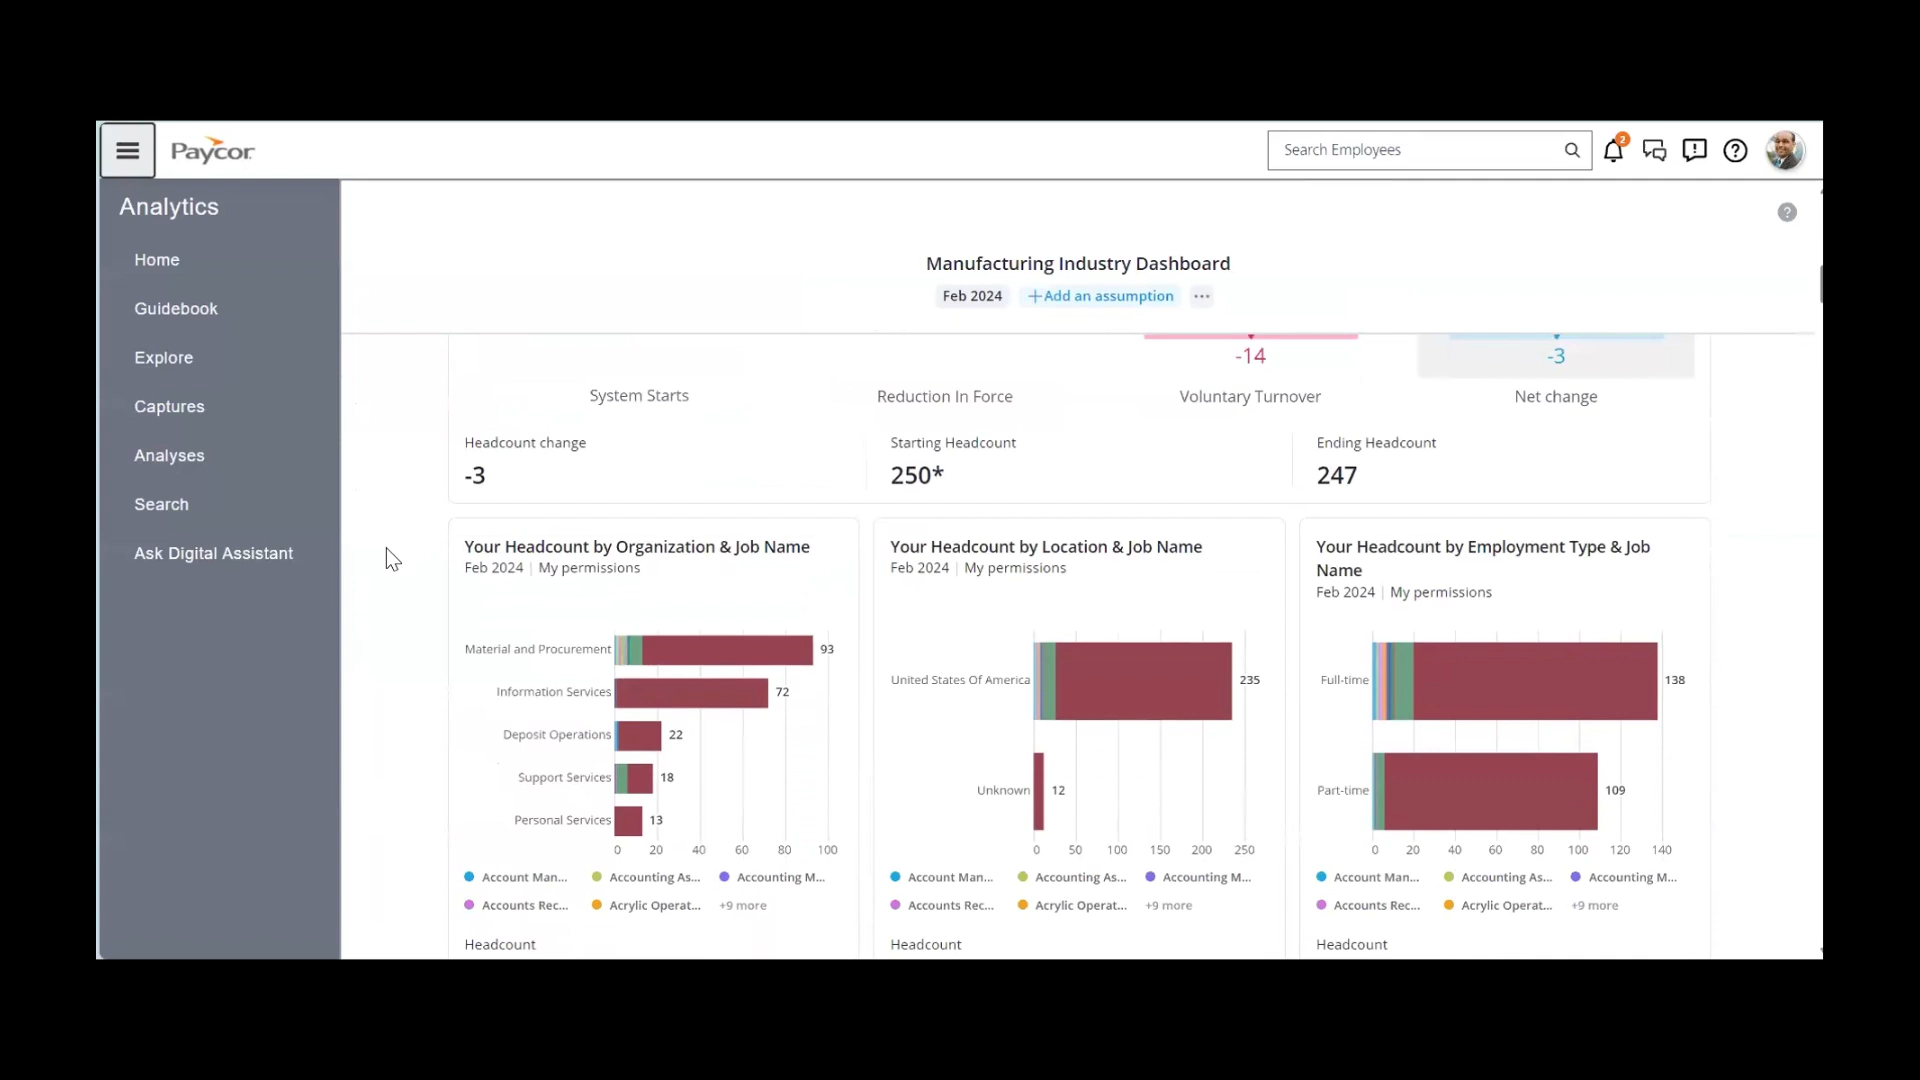 Paycor
Search Employees
2
Analytics
Home
Guidebook
Explore
Captures
Analyses
Search
Ask Digital Assistant
Manufacturing Industry Dashboard
Feb 2024 +Add an assumption ...
-14
-3
System Starts
Reduction In Force
Voluntary Turnover
Net change
Headcount change
-3
Starting Headcount
250*
Ending Headcount
247
Your Headcount by Organization & Job Name
Feb 2024 | My permissions
Material and Procurement 93
Information Services 72
Deposit Operations 22
Support Services 18
Personal Services 13
0 20 40 60 80 100
Account Man... Accounting As... Accounting M...
Accounts Rec... Acrylic Operat... +9 more
Headcount
Your Headcount by Location & Job Name
Feb 2024 | My permissions
United States Of America 235
Unknown 12
0 50 100 150 200 250
Account Man... Accounting As... Accounting M...
Accounts Rec... Acrylic Operat... +9 more
Headcount
Your Headcount by Employment Type & Job
Name
Feb 2024 | My permissions
Full-time 138
Part-time 109
0 20 40 60 80 100 120 140
Account Man... Accounting As... Accounting M...
Accounts Rec... Acrylic Operat... +9 more
Headcount